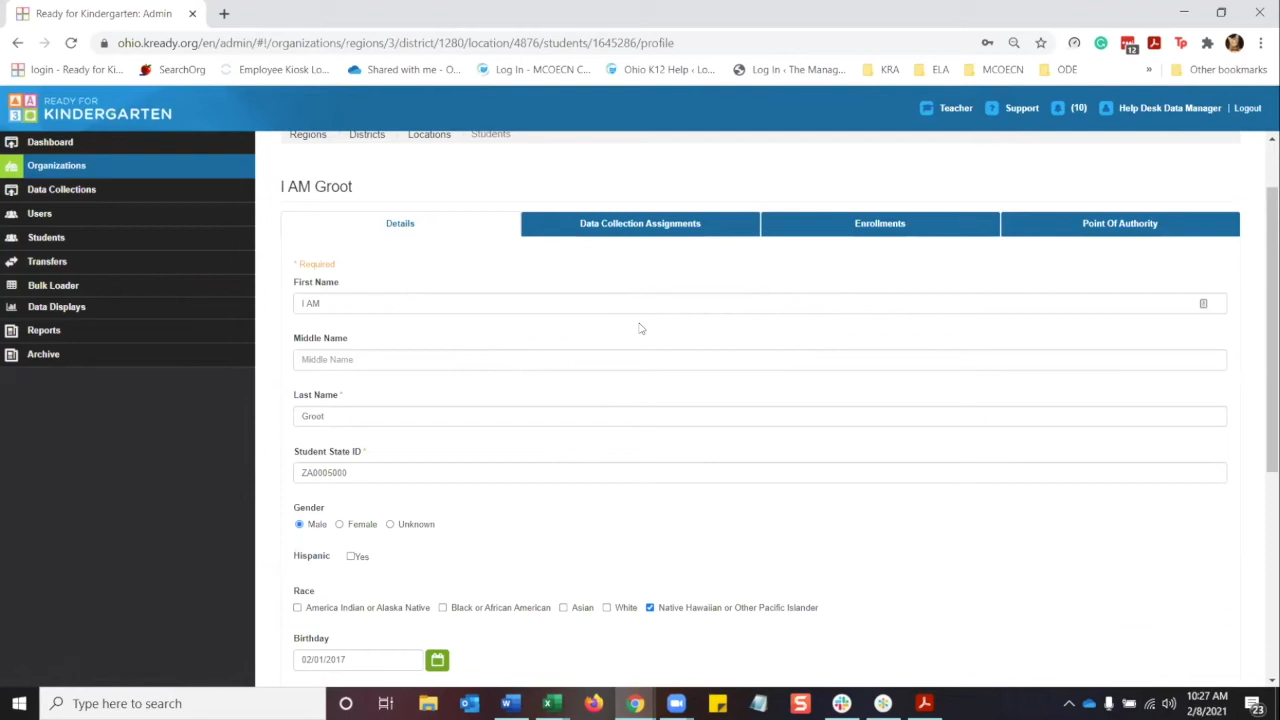 Ready for Kindergarten: Admin
ohio.kready.org/en/admin/#!/organizations/regions/3/district/1280/location/4876/students/1645286/profile
12
login - Ready for Ki...
SearchOrg
Employee Kiosk Lo...
Shared with me - O...
Log In - MCOECN C...
Ohio K12 Help ‹ Lo...
Log In ‹ The Manag...
KRA
ELA
MCOECN
ODE
»
Other bookmarks
READY FOR
KINDERGARTEN
Teacher
Support
(10)
Help Desk Data Manager
Logout
Dashboard
Organizations
Data Collections
Users
Students
Transfers
Bulk Loader
Data Displays
Reports
Archive
Regions Districts Locations Students
I AM Groot
Details
Data Collection Assignments
Enrollments
Point Of Authority
* Required
First Name
I AM
Middle Name
Middle Name
Last Name *
Groot
Student State ID *
ZA0005000
Gender
Male Female Unknown
Hispanic Yes
Race
America Indian or Alaska Native Black or African American Asian White Native Hawaiian or Other Pacific Islander
Birthday
02/01/2017
Type here to search
10:27 AM
2/8/2021
23